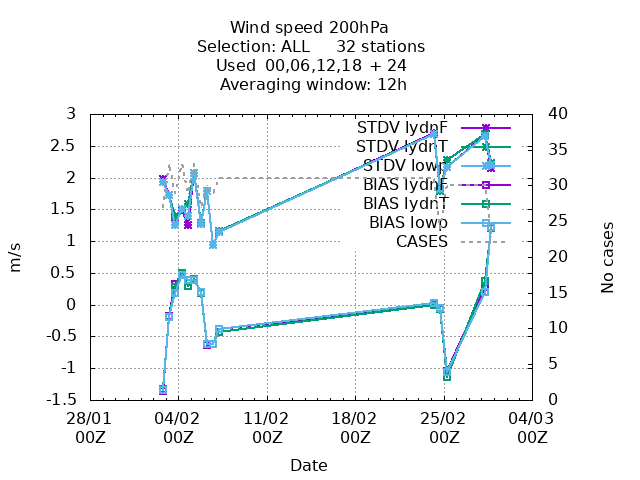 Wind speed 200hPa
Selection: ALL 32 stations
Used 00,06,12,18 + 24
Averaging window: 12h
3
2.5
2
1.5
1
0.5
0
-0.5
-1
-1.5
m/s
40
35
30
25
20
15
10
5
0
No cases
STDV lydnF
STDV lydnT
STDV lowp
BIAS lydnF
BIAS lydnT
BIAS lowp
CASES
28/01 04/02 11/02 18/02 25/02 04/03
00Z 00Z 00Z 00Z 00Z 00Z
Date